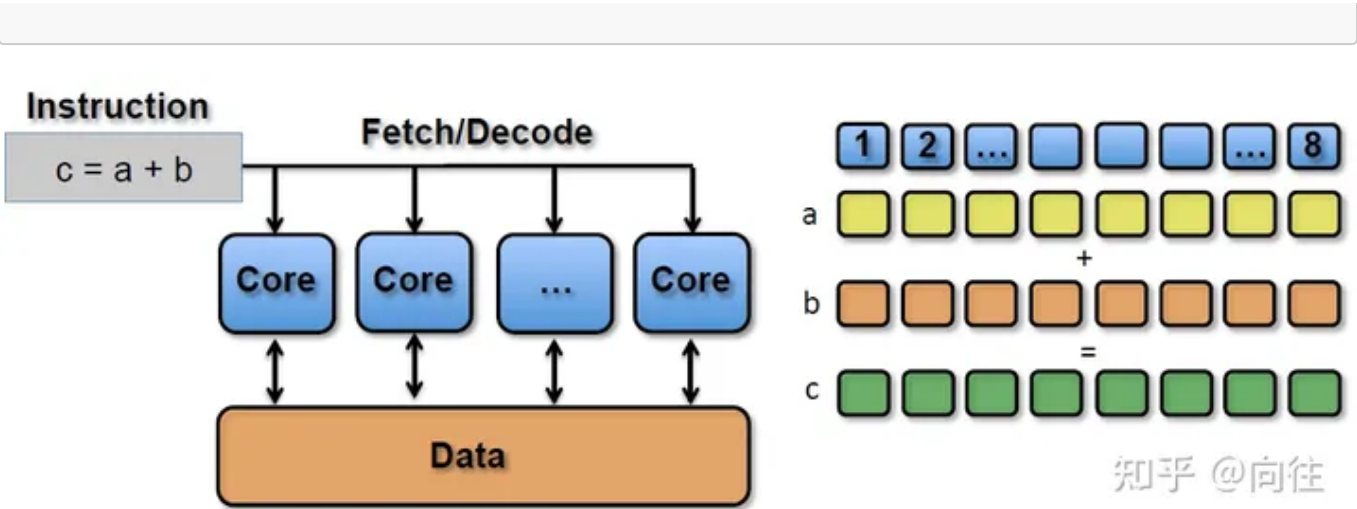 Instruction
c = a + b
Fetch/Decode
Core Core ... Core
Data
1 2 ... ... 8
a
+
b
=
c
知乎 @向往